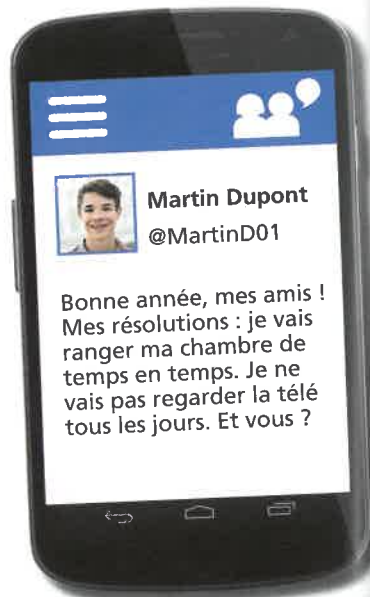 Martin Dupont
@MartinD01
Bonne année, mes amis !
Mes résolutions : je vais
ranger ma chambre de
temps en temps. Je ne
vais pas regarder la télé
tous les jours. Et vous ?